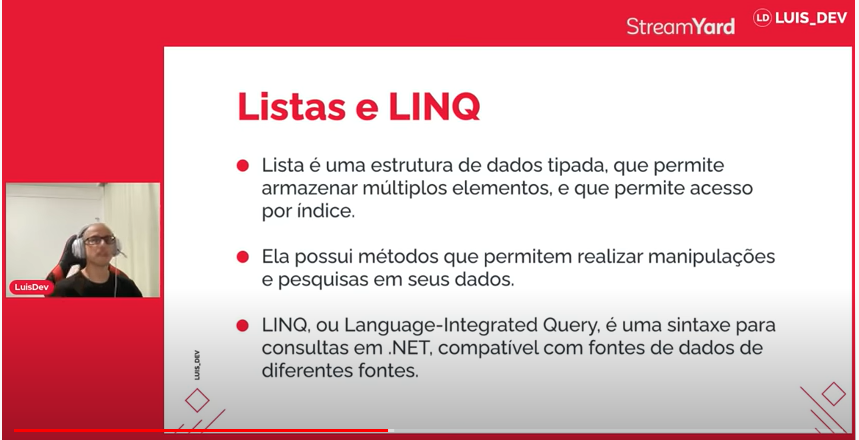 StreamYard
LD LUIS_DEV
Listas e LINQ
Lista é uma estrutura de dados tipada, que permite
armazenar múltiplos elementos, e que permite acesso
por índice.
Ela possui métodos que permitem realizar manipulações
e pesquisas em seus dados.
LINQ, ou Language-Integrated Query, é uma sintaxe para
consultas em .NET, compatível com fontes de dados de
diferentes fontes.
LuisDev
LUIS_DEV